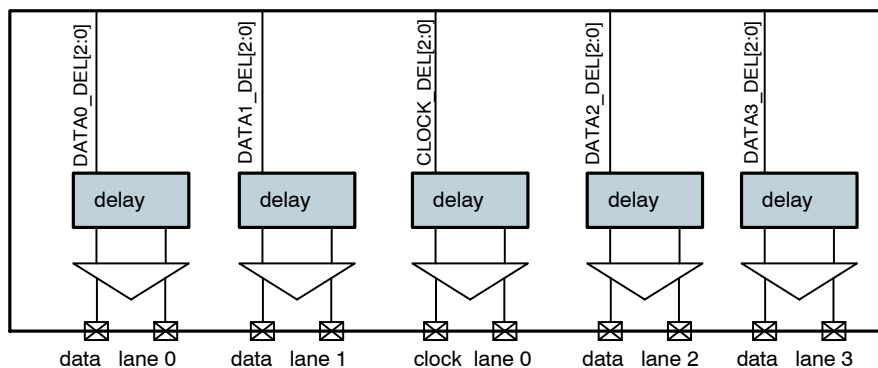 DATA0_DEL[2:0]
DATA1_DEL[2:0]
CLOCK_DEL[2:0]
DATA2_DEL[2:0]
DATA3_DEL[2:0]
delay
delay
delay
delay
delay
data lane 0
data lane 1
clock lane 0
data lane 2
data lane 3